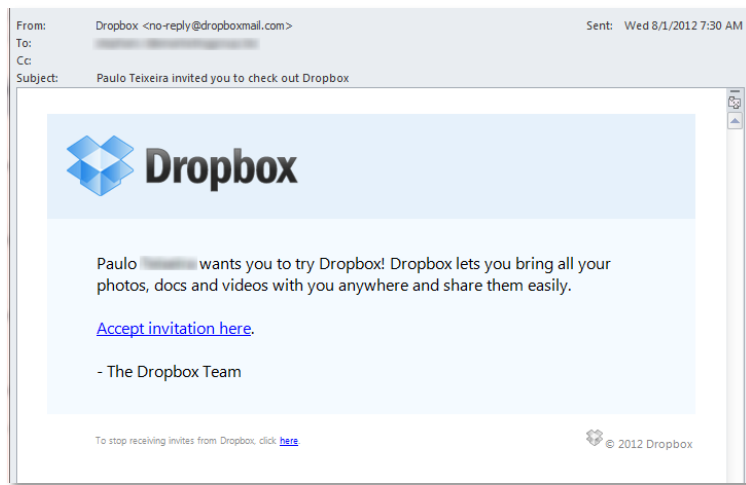 From: Dropbox <no-reply@dropboxmail.com> Sent: Wed 8/1/2012 7:30 AM
To:
Cc:
Subject: Paulo Teixeira invited you to check out Dropbox
Dropbox
Paulo wants you to try Dropbox! Dropbox lets you bring all your
photos, docs and videos with you anywhere and share them easily.
Accept invitation here.
- The Dropbox Team
To stop receiving invites from Dropbox, click here.
© 2012 Dropbox